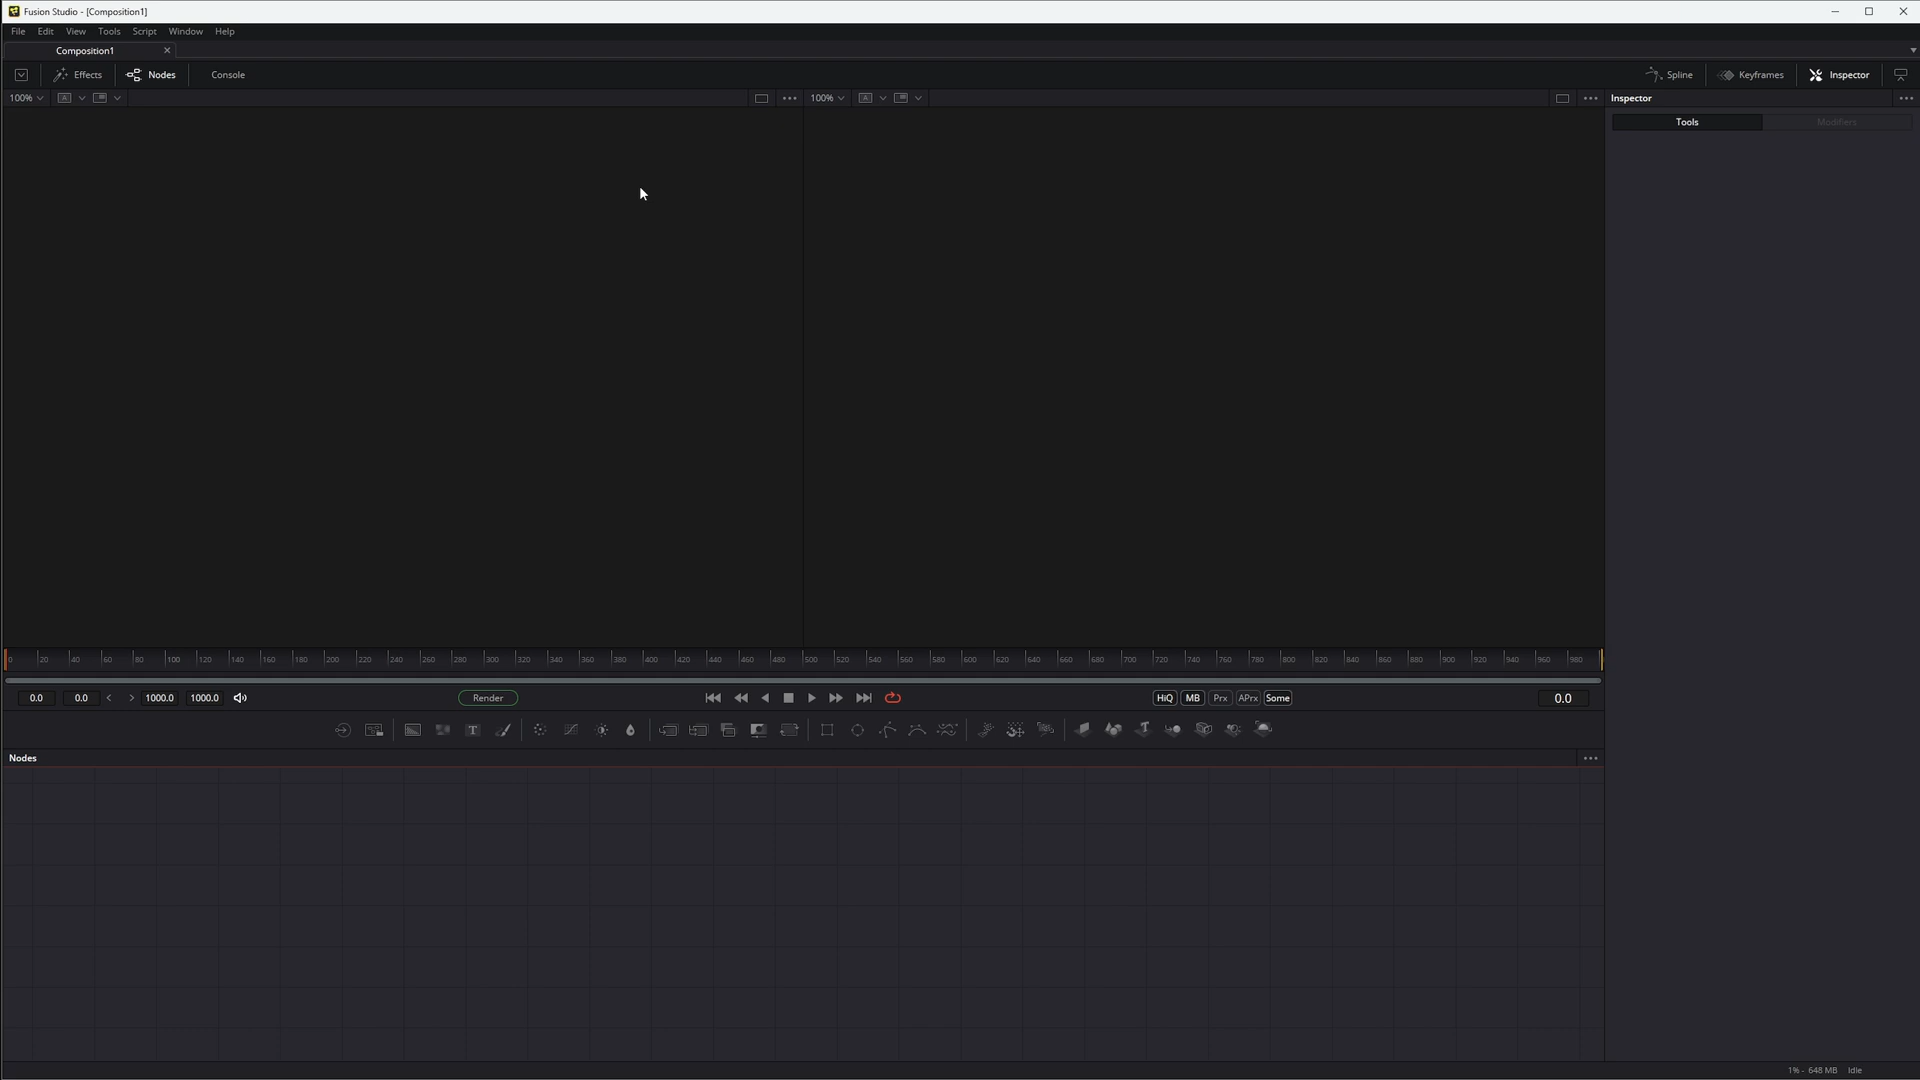 Fusion Studio - [Composition1]
File Edit View Tools Script Window Help
Composition1
Effects Nodes Console Spline Keyframes Inspector
100% A 100% A Inspector
Tools Modifiers
0 20 40 60 80 100 120 140 160 180 200 220 240 260 280 300 320 340 360 380 400 420 440 460 480 500 520 540 560 580 600 620 640 660 680 700 720 740 760 780 800 820 840 860 880 900 920 940 960 980
0.0 0.0 < > 1000.0 1000.0 Render HiQ MB Prx APrx Some 0.0
T
Nodes
1% - 648 MB Idle